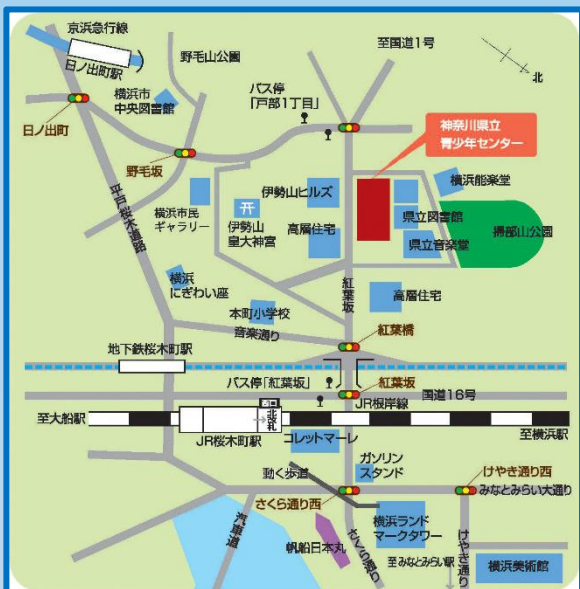 京浜急行線
日ノ出町駅
野毛山公園
至国道1号
北
横浜市
中央図書館
バス停
「戸部1丁目」
日ノ出町
野毛坂
神奈川県立
青少年センター
平戸桜木道路
横浜市民
ギャラリー
伊勢山
皇大神宮
伊勢山ヒルズ
高層住宅
横浜能楽堂
県立図書館
県立音楽堂
掃部山公園
横浜
にぎわい座
本町小学校
音楽通り
紅葉坂
高層住宅
紅葉橋
地下鉄桜木町駅
バス停「紅葉坂」
紅葉坂
国道16号
JR根岸線
至大船駅
北改札
JR桜木町駅
至横浜駅
コレットマーレ
ガソリン
スタンド
動く歩道
けやき通り西
さくら通り西
みなとみらい大通り
汽車道
帆船日本丸
さくら通り
横浜ランド
マークタワー
至みなとみらい駅
けやき通り
横浜美術館